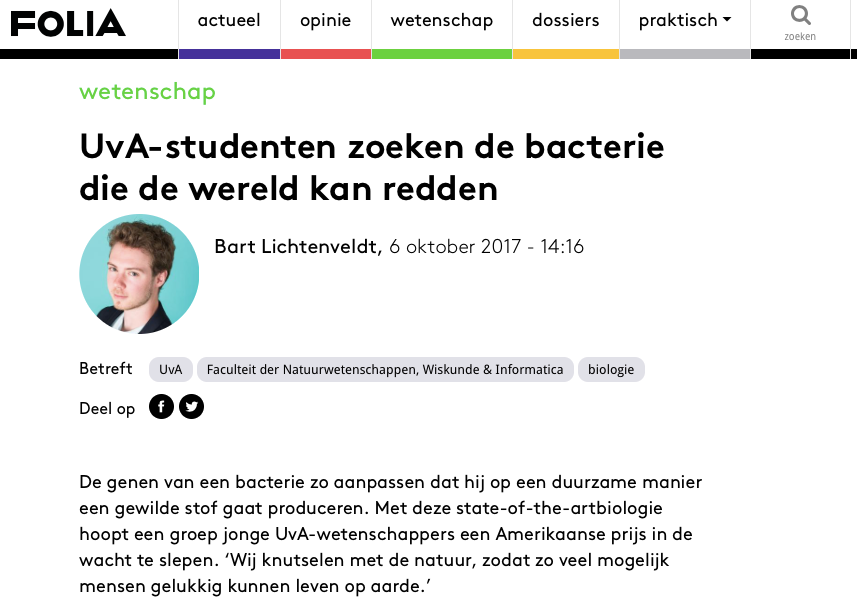 FOLIA
actueel
opinie
wetenschap
dossiers
praktisch
zoeken
wetenschap
UvA-studenten zoeken de bacterie
die de wereld kan redden
Bart Lichtenveldt, 6 oktober 2017 - 14:16
Betreft UvA Faculteit der Natuurwetenschappen, Wiskunde & Informatica biologie
Deel op
De genen van een bacterie zo aanpassen dat hij op een duurzame manier
een gewilde stof gaat produceren. Met deze state-of-the-artbiologie
hoopt een groep jonge UvA-wetenschappers een Amerikaanse prijs in de
wacht te slepen. ‘Wij knutselen met de natuur, zodat zo veel mogelijk
mensen gelukkig kunnen leven op aarde.’